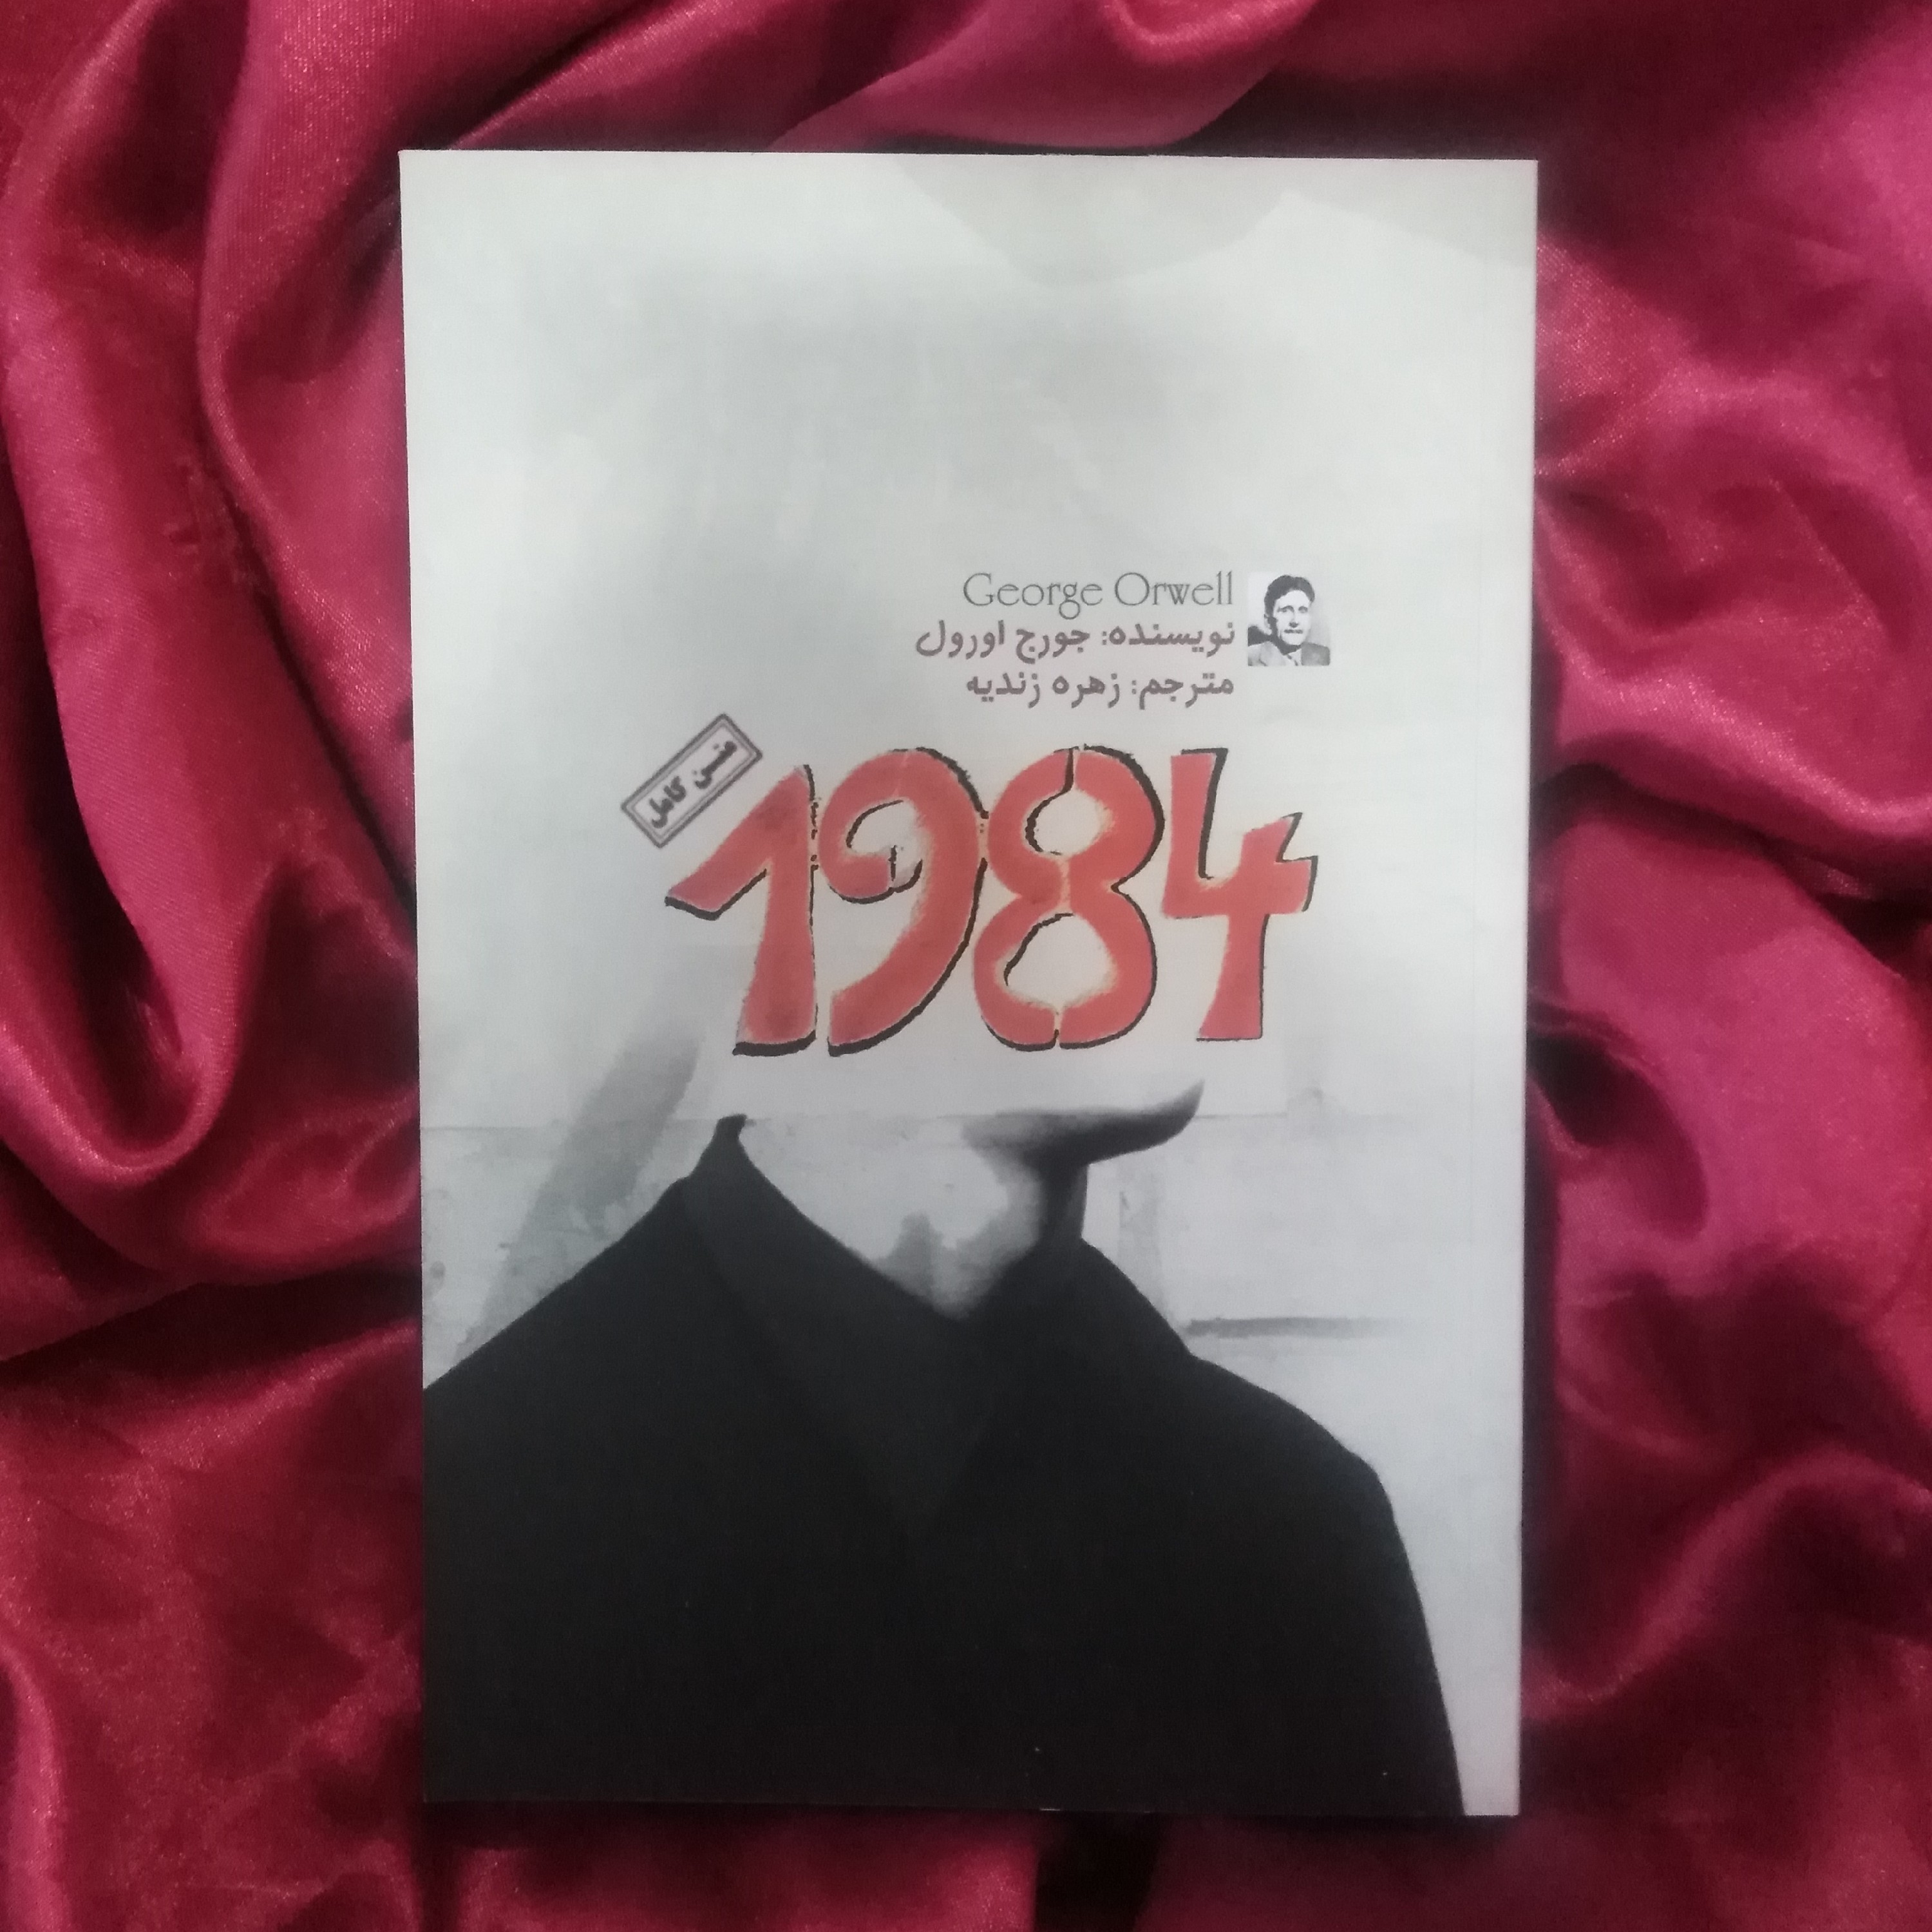 George Orwell
نویسنده: جورج اورول
مترجم: زهره زندیه
متن کامل
1984